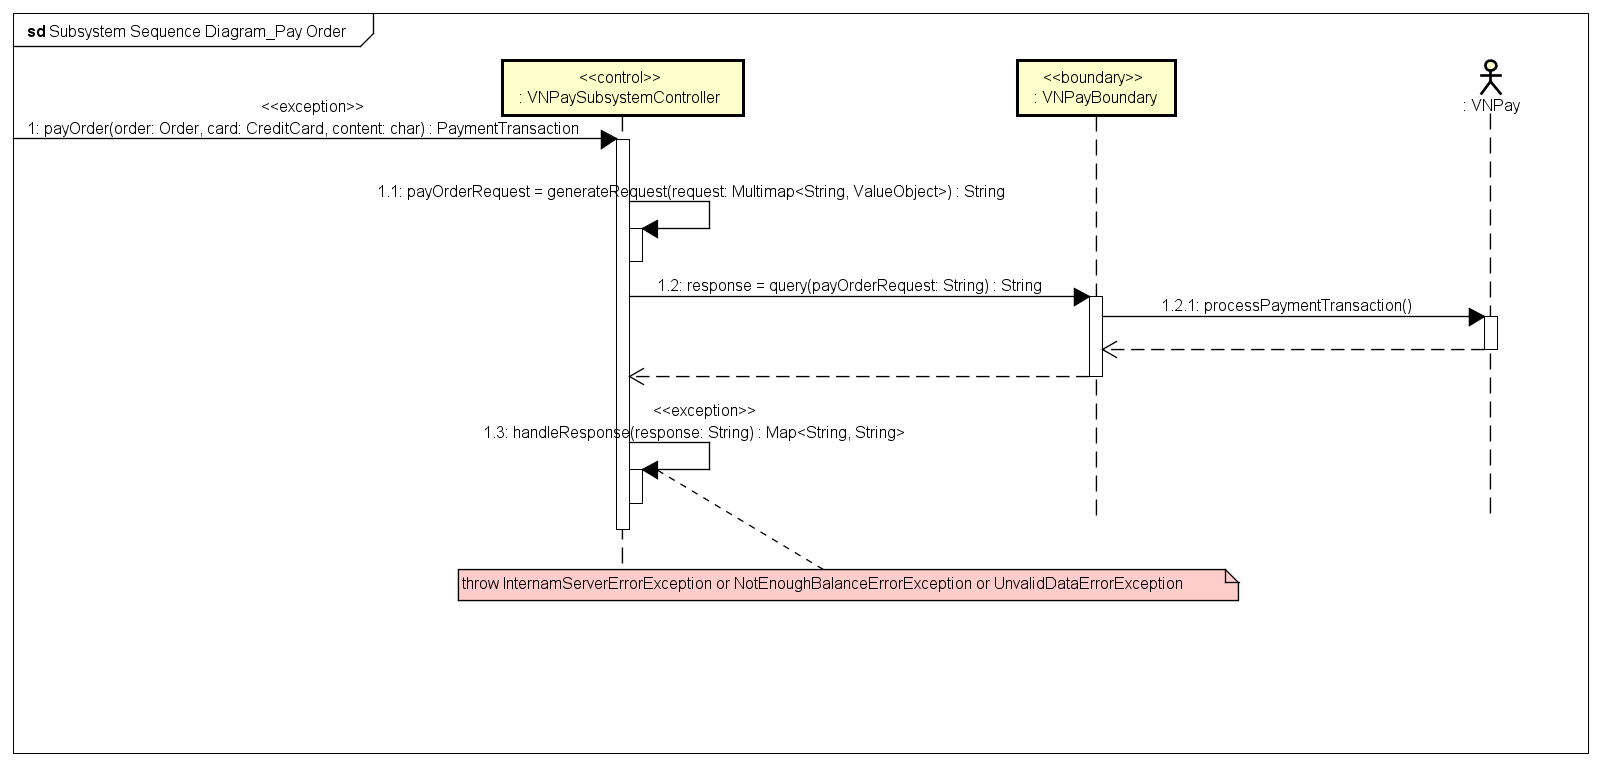 sd Subsystem Sequence Diagram_Pay Order
<<control>>
: VNPaySubsystemController
<<boundary>>
: VNPayBoundary
: VNPay
<<exception>>
1: payOrder(order: Order, card: CreditCard, content: char) : PaymentTransaction
1.1: payOrderRequest = generateRequest(request: Multimap<String, ValueObject>) : String
1.2: response = query(payOrderRequest: String) : String
1.2.1: processPaymentTransaction()
<<exception>>
1.3: handleResponse(response: String) : Map<String, String>
throw InternamServerErrorException or NotEnoughBalanceErrorException or UnvalidDataErrorException